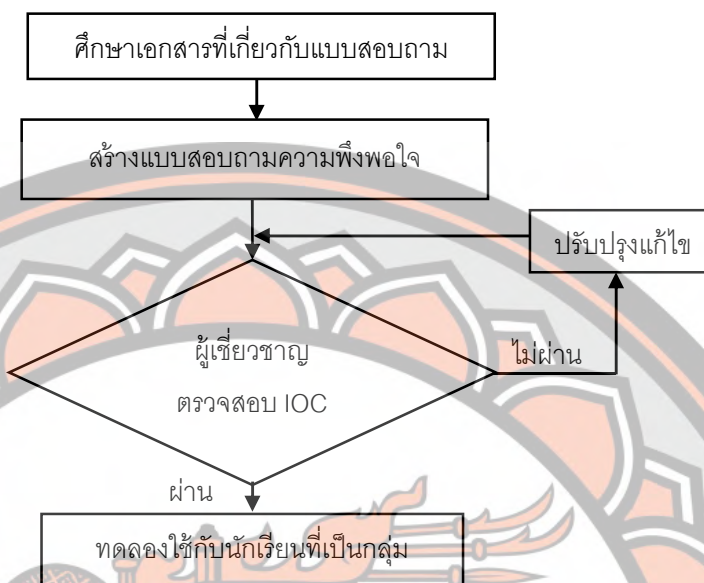 ศึกษาเอกสารที่เกี่ยวกับแบบสอบถาม
สร้างแบบสอบถามความพึงพอใจ
ปรับปรุงแก้ไข
ผู้เชี่ยวชาญ
ไม่ผ่าน
ตรวจสอบ IOC
ผ่าน
ทดลองใช้กับนักเรียนที่เป็นกลุ่ม